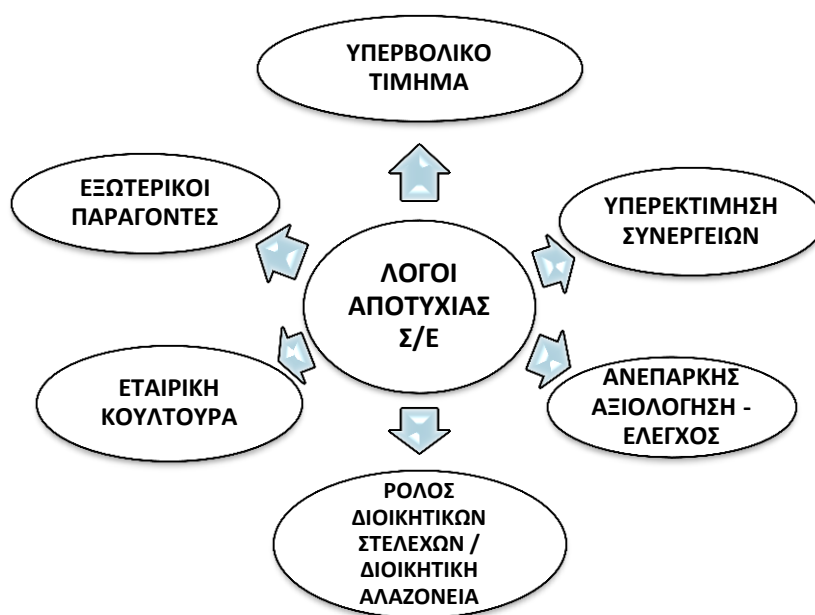 ΥΠΕΡΒΟΛΙΚΟ
ΤΙΜΗΜΑ
ΕΞΩΤΕΡΙΚΟΙ
ΠΑΡΑΓΟΝΤΕΣ
ΥΠΕΡΕΚΤΙΜΗΣΗ
ΣΥΝΕΡΓΕΙΩΝ
ΛΟΓΟΙ
ΑΠΟΤΥΧΙΑΣ
Σ/Ε
ΕΤΑΙΡΙΚΗ
ΚΟΥΛΤΟΥΡΑ
ΑΝΕΠΑΡΚΗΣ
ΑΞΙΟΛΟΓΗΣΗ -
ΕΛΕΓΧΟΣ
ΡΟΛΟΣ
ΔΙΟΙΚΗΤΙΚΩΝ
ΣΤΕΛΕΧΩΝ /
ΔΙΟΙΚΗΤΙΚΗ
ΑΛΑΖΟΝΕΙΑ